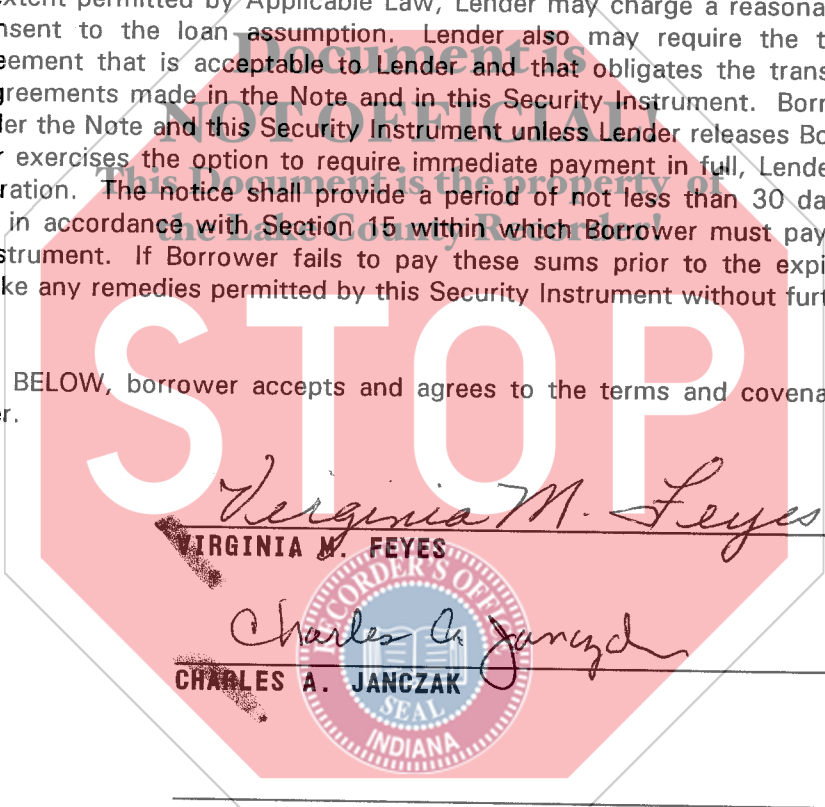 extent permitted by Applicable Law, Lender may charge a reasona
nsent to the loan assumption. Lender also may require the t
eement that is acceptable to Lender and that obligates the trans
greements made in the Note and in this Security Instrument. Borr
der the Note and this Security Instrument unless Lender releases Bo
r exercises the option to require immediate payment in full, Lende
ration. The notice shall provide a period of not less than 30 da
in accordance with Section 15 within which Borrower must pay
strument. If Borrower fails to pay these sums prior to the expi
ke any remedies permitted by this Security Instrument without furt
Document is
NOT OFFICIAL!
This Document is the property of
the Lake County Recorder!
STOP
BELOW, borrower accepts and agrees to the terms and covena
er.
Virginia M. Feyes
VIRGINIA M. FEYES
Charles A. Janczak
CHARLES A. JANCZAK
RECORDER'S OFFICE
SEAL
INDIANA